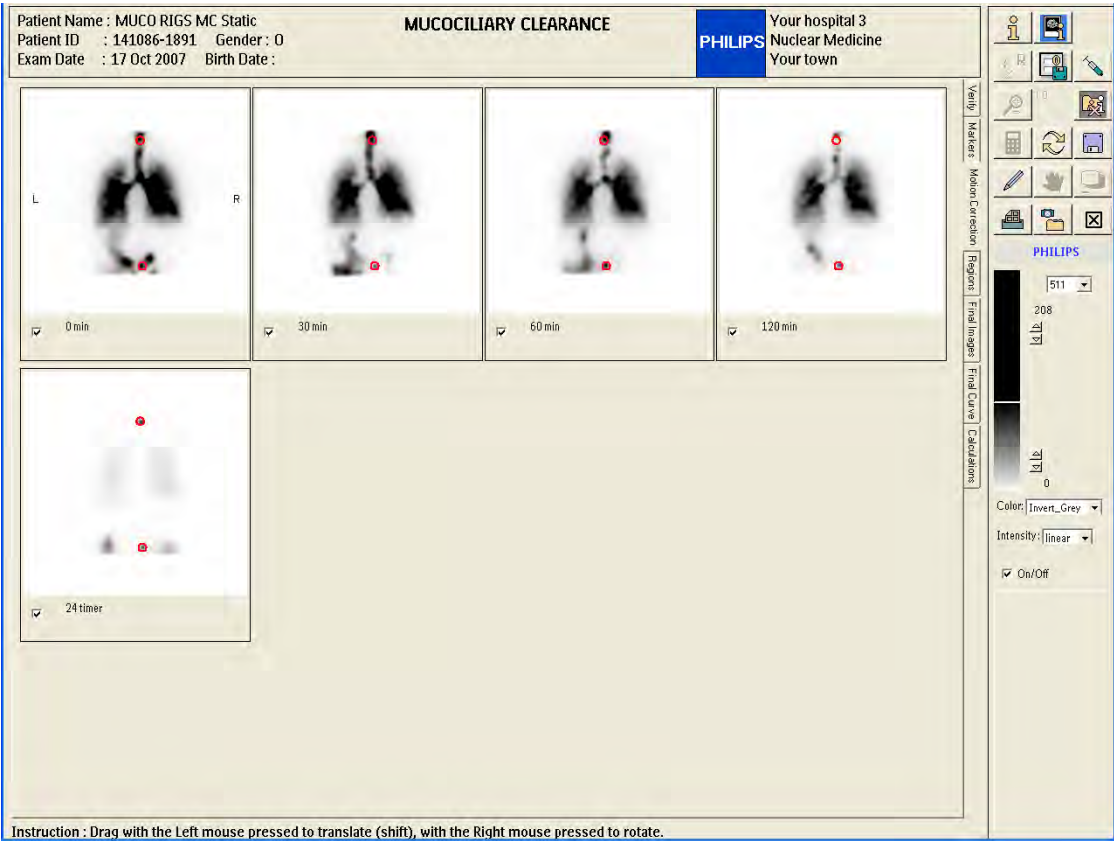 Patient Name : MUCO RIGS MC Static
Patient ID : 141086-1891 Gender : O
Exam Date : 17 Oct 2007 Birth Date :
MUCOCILIARY CLEARANCE
PHILIPS
Your hospital 3
Nuclear Medicine
Your town
L
R
0 min
30 min
60 min
120 min
24 timer
Verify
Markers
Motion Correction
Regions
Final Images
Final Curve
Calculations
PHILIPS
511
208
0
Color: Invert_Grey
Intensity: linear
On/Off
Instruction : Drag with the Left mouse pressed to translate (shift), with the Right mouse pressed to rotate.